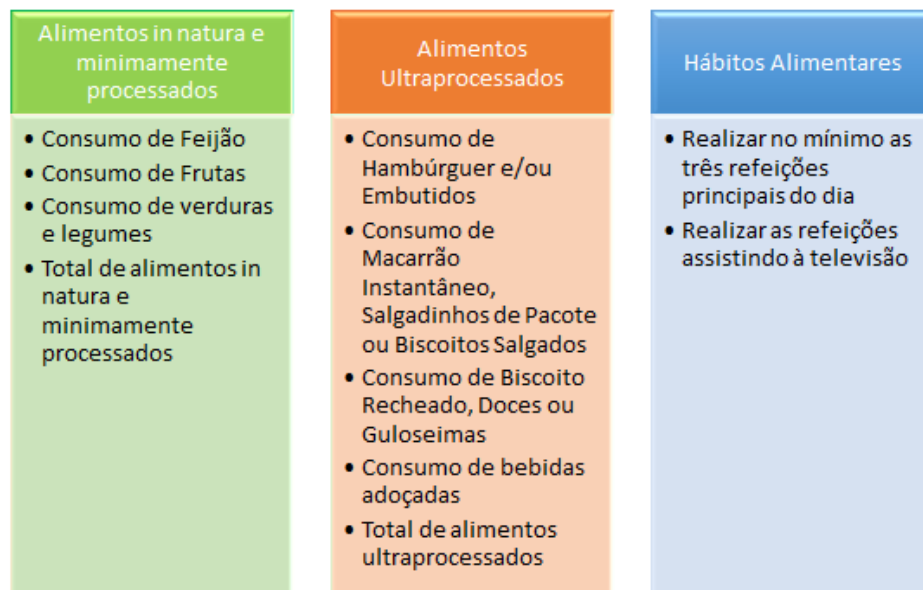 Alimentos in natura e
minimamente
processados
• Consumo de Feijão
• Consumo de Frutas
• Consumo de verduras
e legumes
• Total de alimentos in
natura e
minimamente
processados
Alimentos
Ultraprocessados
• Consumo de
Hambúrguer e/ou
Embutidos
• Consumo de
Macarrão
Instantâneo,
Salgadinhos de Pacote
ou Biscoitos Salgados
• Consumo de Biscoito
Recheado, Doces ou
Guloseimas
• Consumo de bebidas
adoçadas
• Total de alimentos
ultraprocessados
Hábitos Alimentares
• Realizar no mínimo as
três refeições
principais do dia
• Realizar as refeições
assistindo à televisão